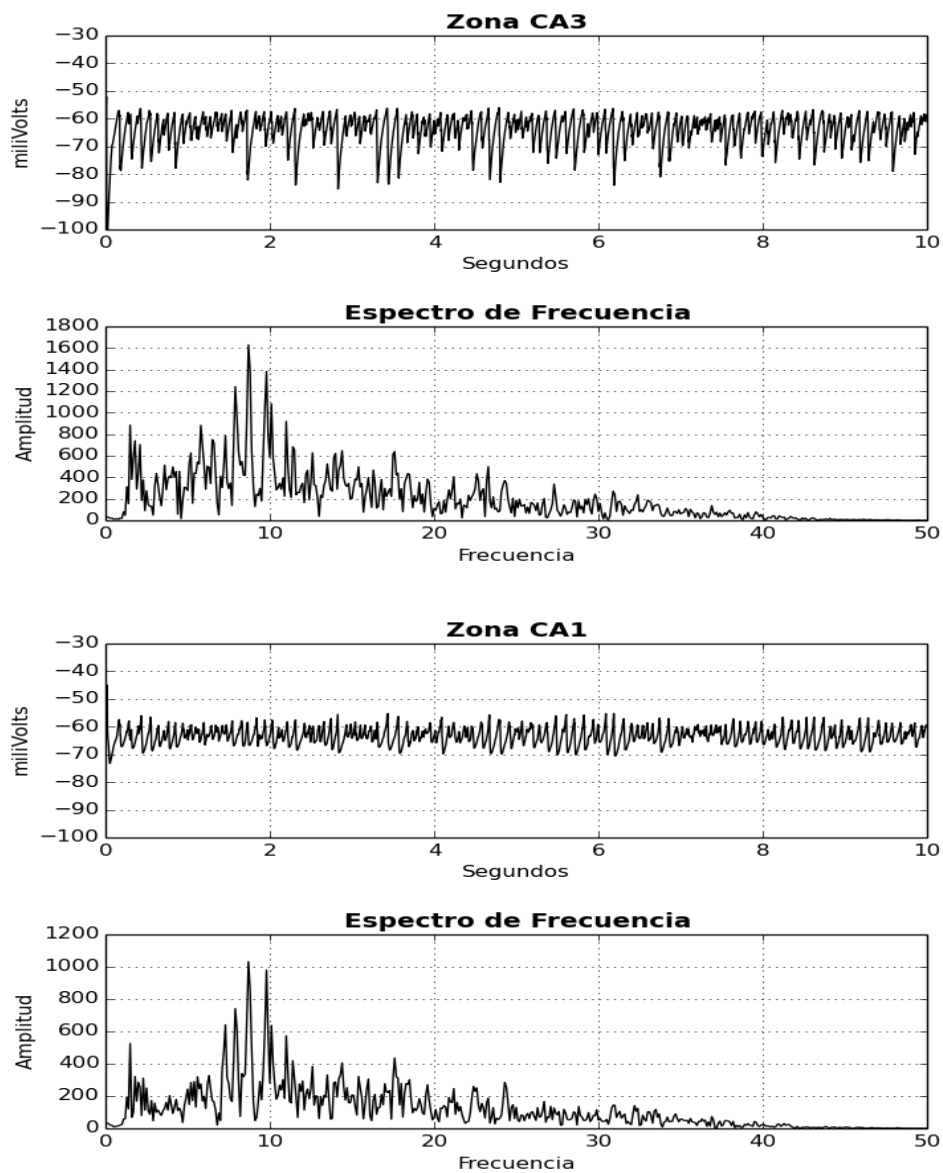 Zona CA3
−30
−40
−50
−60
−70
−80
−90
−100
miliVolts
0 2 4 6 8 10
Segundos
Espectro de Frecuencia
1800
1600
1400
1200
1000
800
600
400
200
0
Amplitud
0 10 20 30 40 50
Frecuencia
Zona CA1
−30
−40
−50
−60
−70
−80
−90
−100
miliVolts
0 2 4 6 8 10
Segundos
Espectro de Frecuencia
1200
1000
800
600
400
200
0
Amplitud
0 10 20 30 40 50
Frecuencia